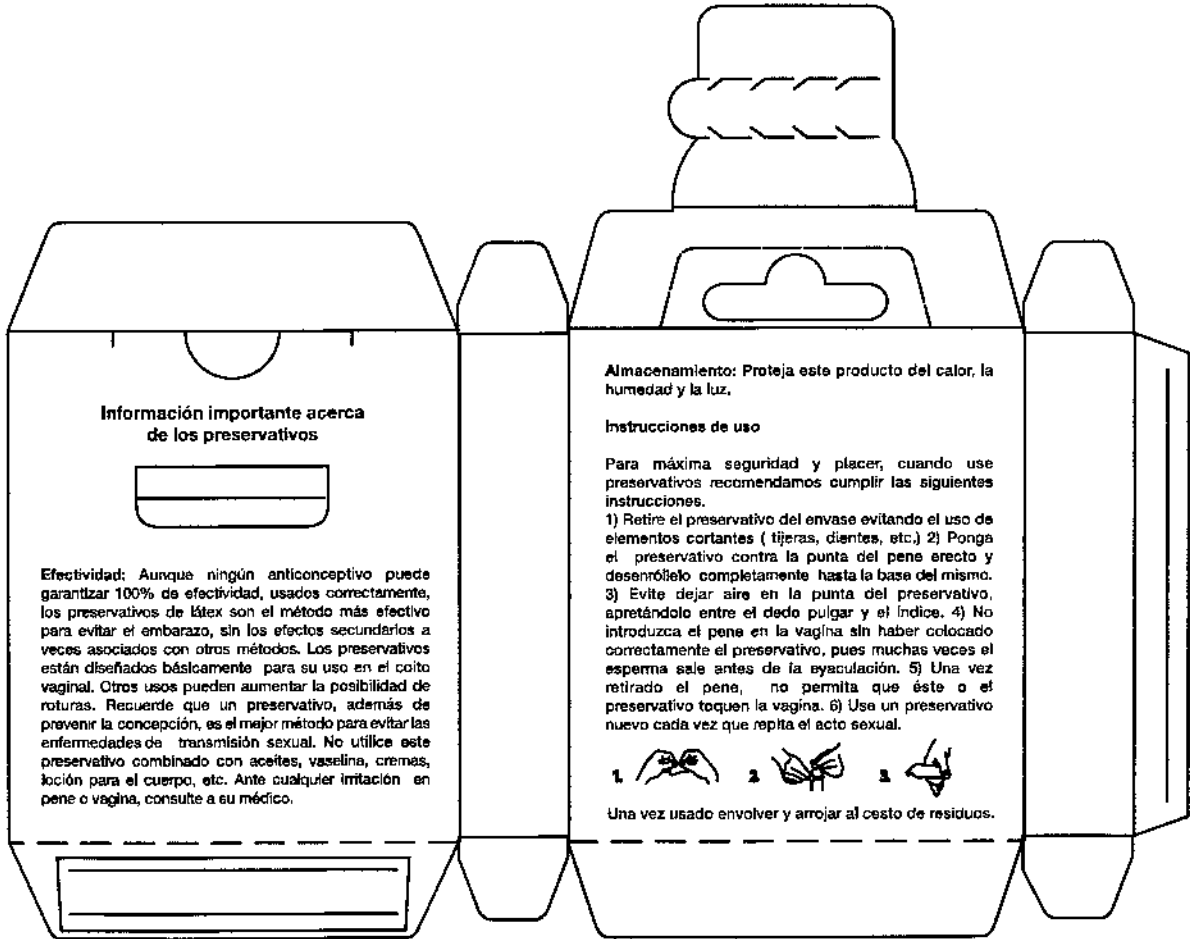 Información importante acerca
de los preservativos
Efectividad: Aunque ningún anticonceptivo puede
garantizar 100% de efectividad, usados correctamente,
los preservativos de látex son el método más efectivo
para evitar el embarazo, sin los efectos secundarios a
veces asociados con otros métodos. Los preservativos
están diseñados básicamente para su uso en el coito
vaginal. Otros usos pueden aumentar la posibilidad de
roturas. Recuerde que un preservativo, además de
prevenir la concepción, es el mejor método para evitar las
enfermedades de transmisión sexual. No utilice este
preservativo combinado con aceites, vaselina, cremas,
loción para el cuerpo, etc. Ante cualquier irritación en
pene o vagina, consulte a su médico.
Almacenamiento: Proteja este producto del calor, la
humedad y la luz.
Instrucciones de uso
Para máxima seguridad y placer, cuando use
preservativos recomendamos cumplir las siguientes
instrucciones.
1) Retire el preservativo del envase evitando el uso de
elementos cortantes ( tijeras, dientes, etc.) 2) Ponga
el preservativo contra la punta del pene erecto y
desenróllelo completamente hasta la base del mismo.
3) Evite dejar aire en la punta del preservativo,
apretándolo entre el dedo pulgar y el índice. 4) No
introduzca el pene en la vagina sin haber colocado
correctamente el preservativo, pues muchas veces el
esperma sale antes de la eyaculación. 5) Una vez
retirado el pene, no permita que éste o el
preservativo toquen la vagina. 6) Use un preservativo
nuevo cada vez que repita el acto sexual.
1. 2. 3.
Una vez usado envolver y arrojar al cesto de residuos.